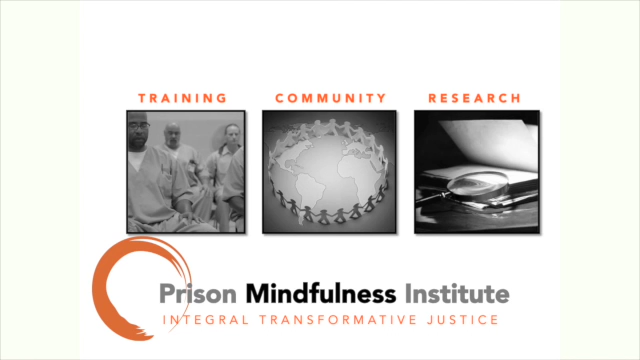 TRAINING COMMUNITY RESEARCH
Prison Mindfulness Institute
INTEGRAL TRANSFORMATIVE JUSTICE